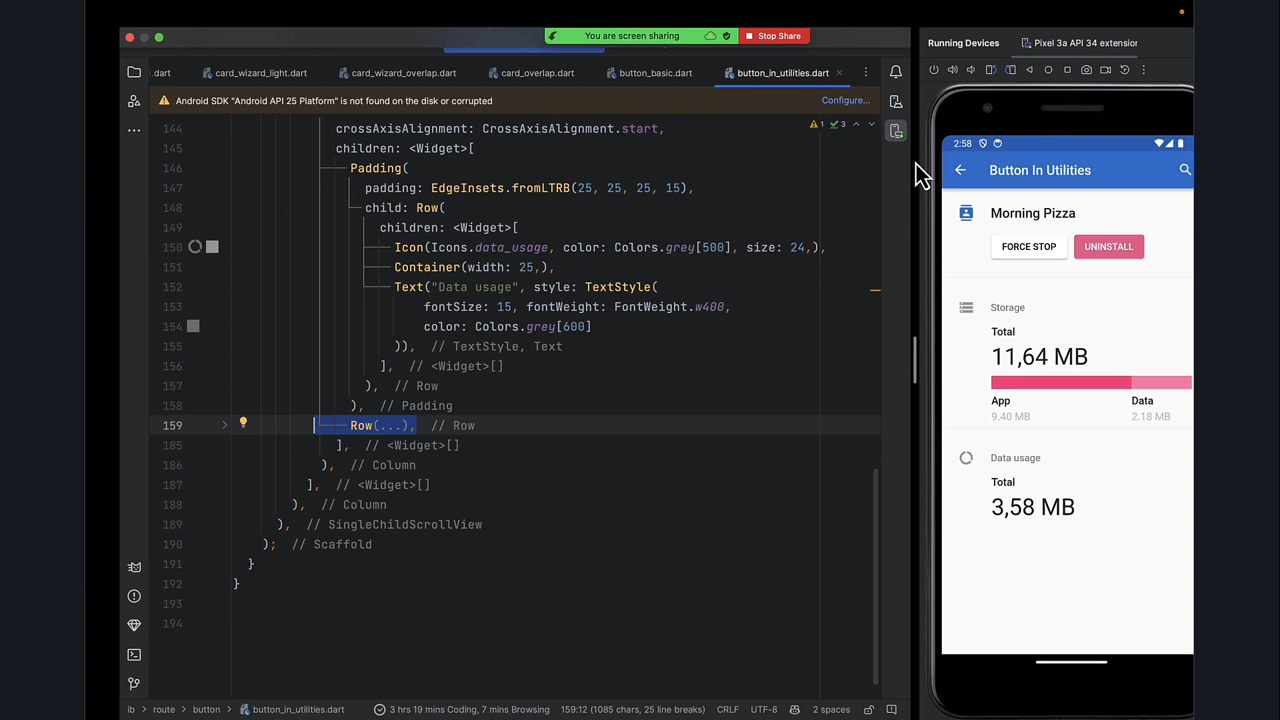 You are screen sharing
Stop Share
.dart
card_wizard_light.dart
card_wizard_overlap.dart
card_overlap.dart
button_basic.dart
button_in_utilities.dart
Android SDK "Android API 25 Platform" is not found on the disk or corrupted
Configure...
1
3
144 crossAxisAlignment: CrossAxisAlignment.start,
145 children: <Widget>[
146 Padding(
147 padding: EdgeInsets.fromLTRB(25, 25, 25, 15),
148 child: Row(
149 children: <Widget>[
150 Icon(Icons.data_usage, color: Colors.grey[500], size: 24,),
151 Container(width: 25,),
152 Text("Data usage", style: TextStyle(
153 fontSize: 15, fontWeight: FontWeight.w400,
154 color: Colors.grey[600]
155 )), // TextStyle, Text
156 ], // <Widget>[]
157 ), // Row
158 ), // Padding
159 Row(...), // Row
185 ], // <Widget>[]
186 ), // Column
187 ], // <Widget>[]
188 ), // Column
189 ), // SingleChildScrollView
190 ); // Scaffold
191 }
192 }
193
194
ib > route > button > button_in_utilities.dart
3 hrs 19 mins Coding, 7 mins Browsing
159:12 (1085 chars, 25 line breaks)
CRLF
UTF-8
2 spaces
Running Devices
Pixel 3a API 34 extension
2:58
Button In Utilities
Morning Pizza
FORCE STOP
UNINSTALL
Storage
Total
11,64 MB
App
Data
9.40 MB
2.18 MB
Data usage
Total
3,58 MB